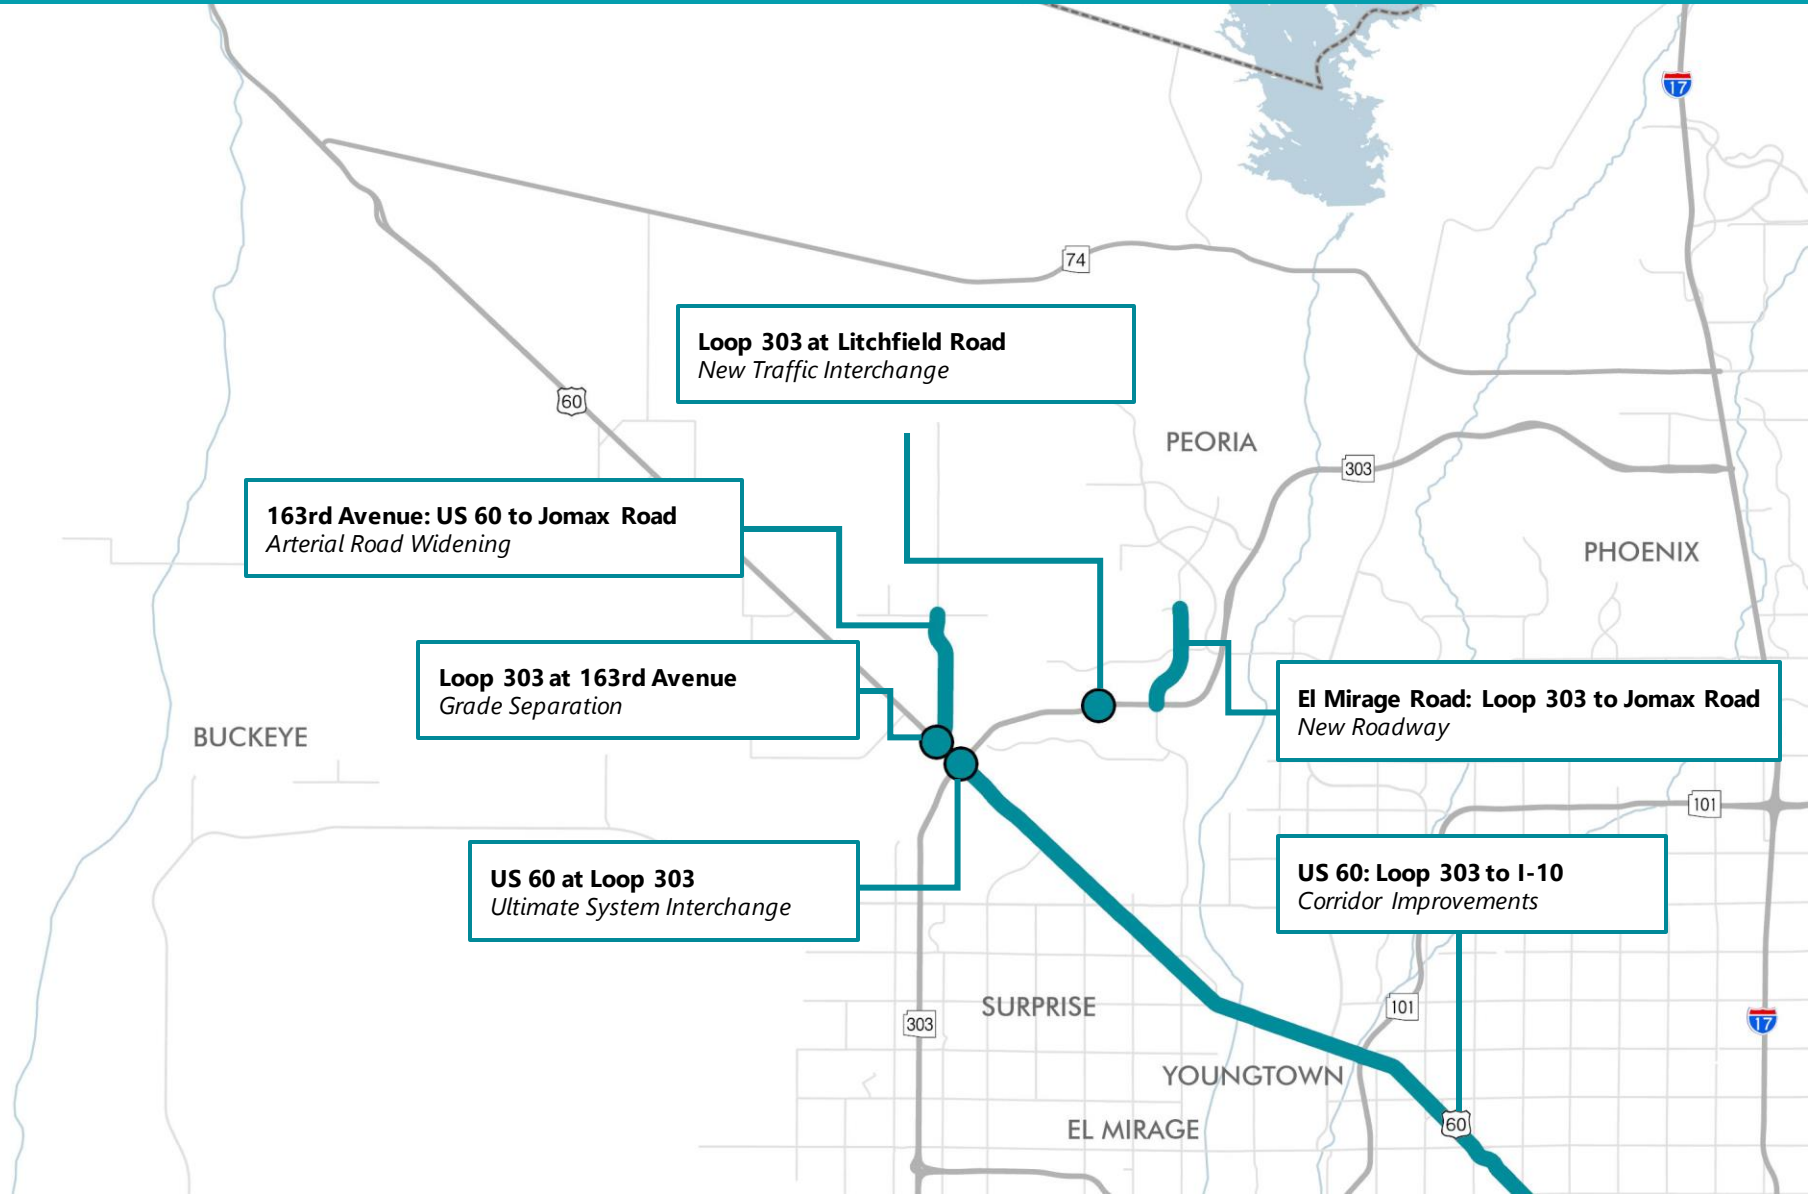 17
74
Loop 303 at Litchfield Road
New Traffic Interchange
60
PEORIA
303
163rd Avenue: US 60 to Jomax Road
Arterial Road Widening
PHOENIX
Loop 303 at 163rd Avenue
Grade Separation
El Mirage Road: Loop 303 to Jomax Road
New Roadway
BUCKEYE
101
US 60 at Loop 303
Ultimate System Interchange
US 60: Loop 303 to I-10
Corridor Improvements
SURPRISE
101
303
17
YOUNGTOWN
60
EL MIRAGE